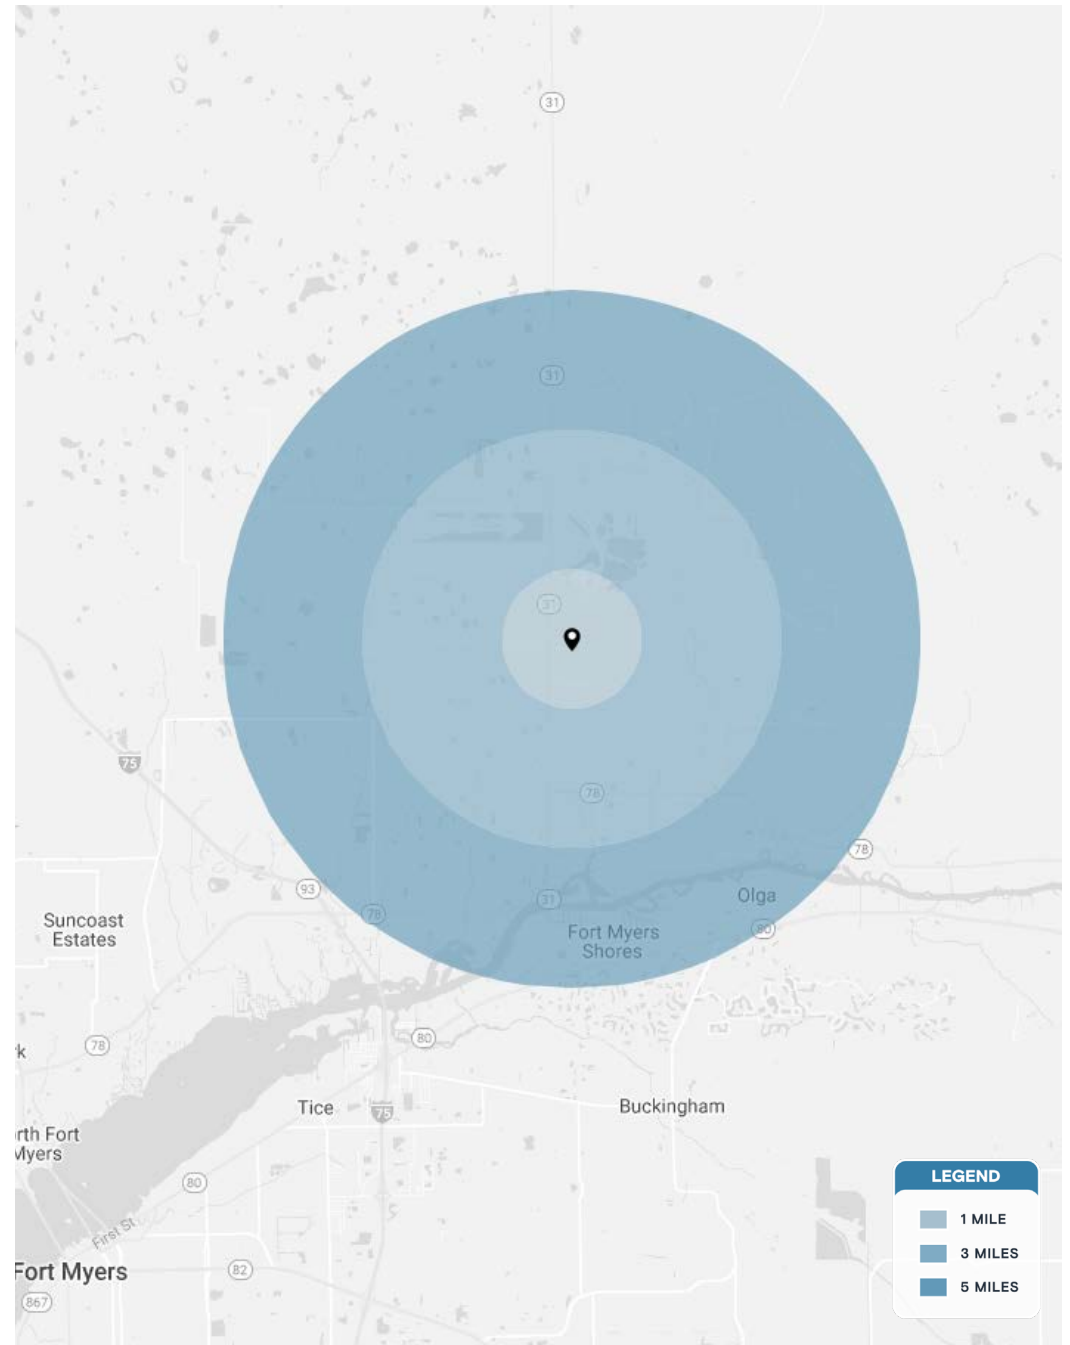 31
31
31
78
75
78
93
78
31
Olga
Suncoast
Estates
Fort Myers
Shores
80
78
80
k
Tice
75
Buckingham
rth Fort
Myers
80
First St
Fort Myers
82
867
LEGEND
1 MILE
3 MILES
5 MILES